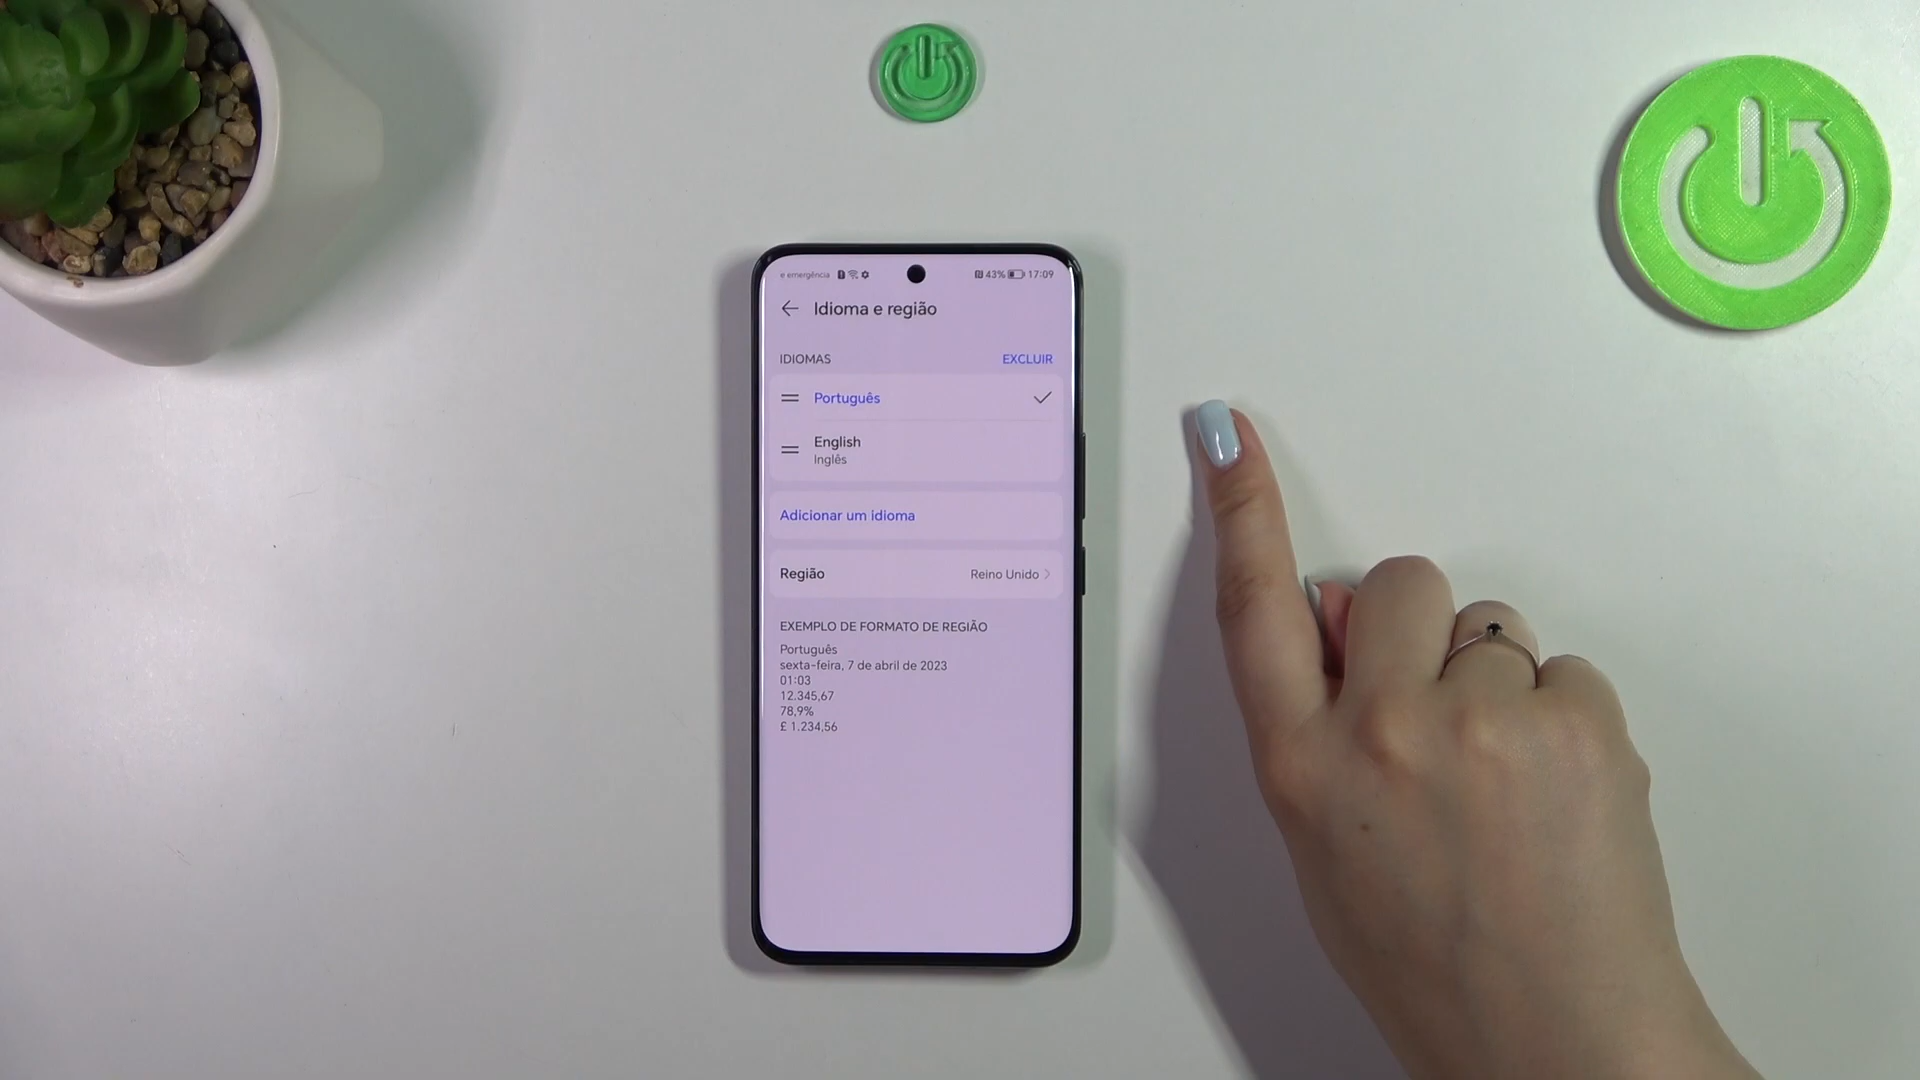 e emergência 43% 17:09
Idioma e região
IDIOMAS EXCLUIR
Português
English
Inglês
Adicionar um idioma
Região Reino Unido
EXEMPLO DE FORMATO DE REGIÃO
Português
sexta-feira, 7 de abril de 2023
01:03
12.345,67
78,9%
£ 1.234,56